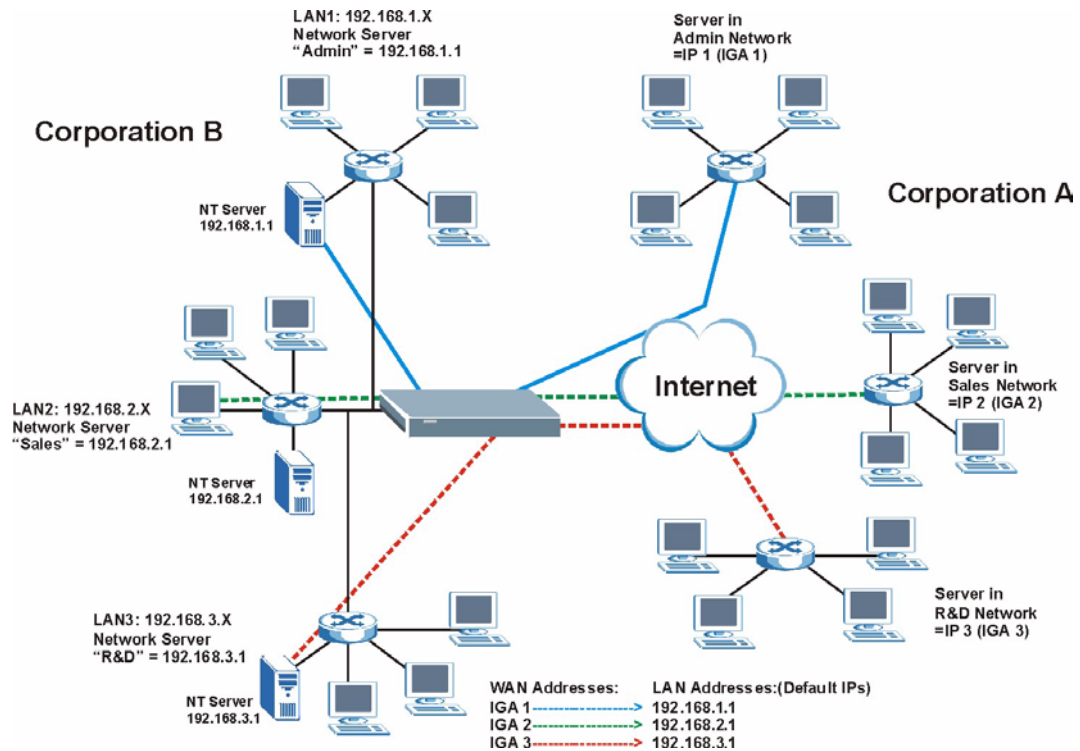 LAN1: 192.168.1.X
Network Server
“Admin” = 192.168.1.1
Server in
Admin Network
=IP 1 (IGA 1)
Corporation B
Corporation A
NT Server
192.168.1.1
Internet
Server in
Sales Network
=IP 2 (IGA 2)
LAN2: 192.168.2.X
Network Server
“Sales” = 192.168.2.1
NT Server
192.168.2.1
LAN3: 192.168.3.X
Network Server
“R&D” = 192.168.3.1
NT Server
192.168.3.1
Server in
R&D Network
=IP 3 (IGA 3)
WAN Addresses: LAN Addresses:(Default IPs)
IGA 1 192.168.1.1
IGA 2 192.168.2.1
IGA 3 192.168.3.1